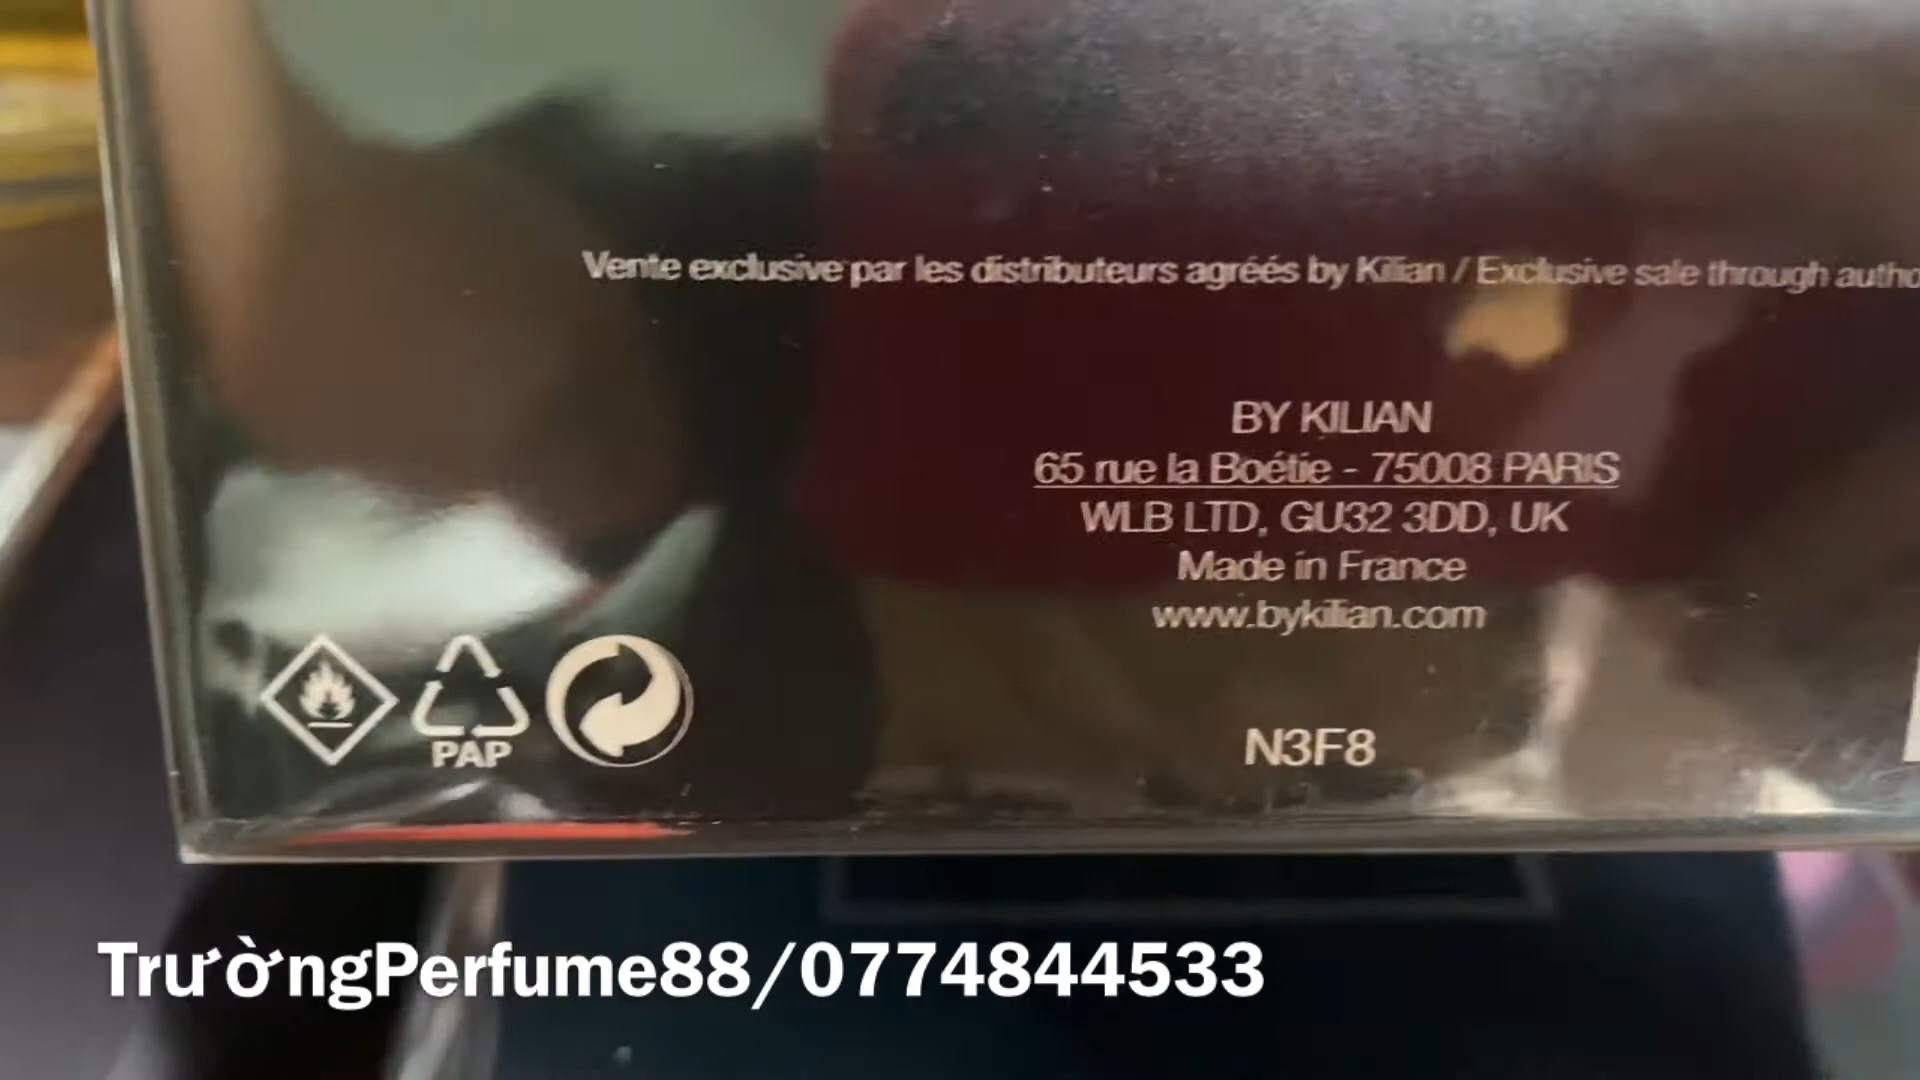 Vente exclusive par les distributeurs agréés by Kilian / Exclusive sale through autho
BY KILIAN
65 rue la Boétie - 75008 PARIS
WLB LTD, GU32 3DD, UK
Made in France
www.bykilian.com
PAP
N3F8
TrườngPerfume88/0774844533